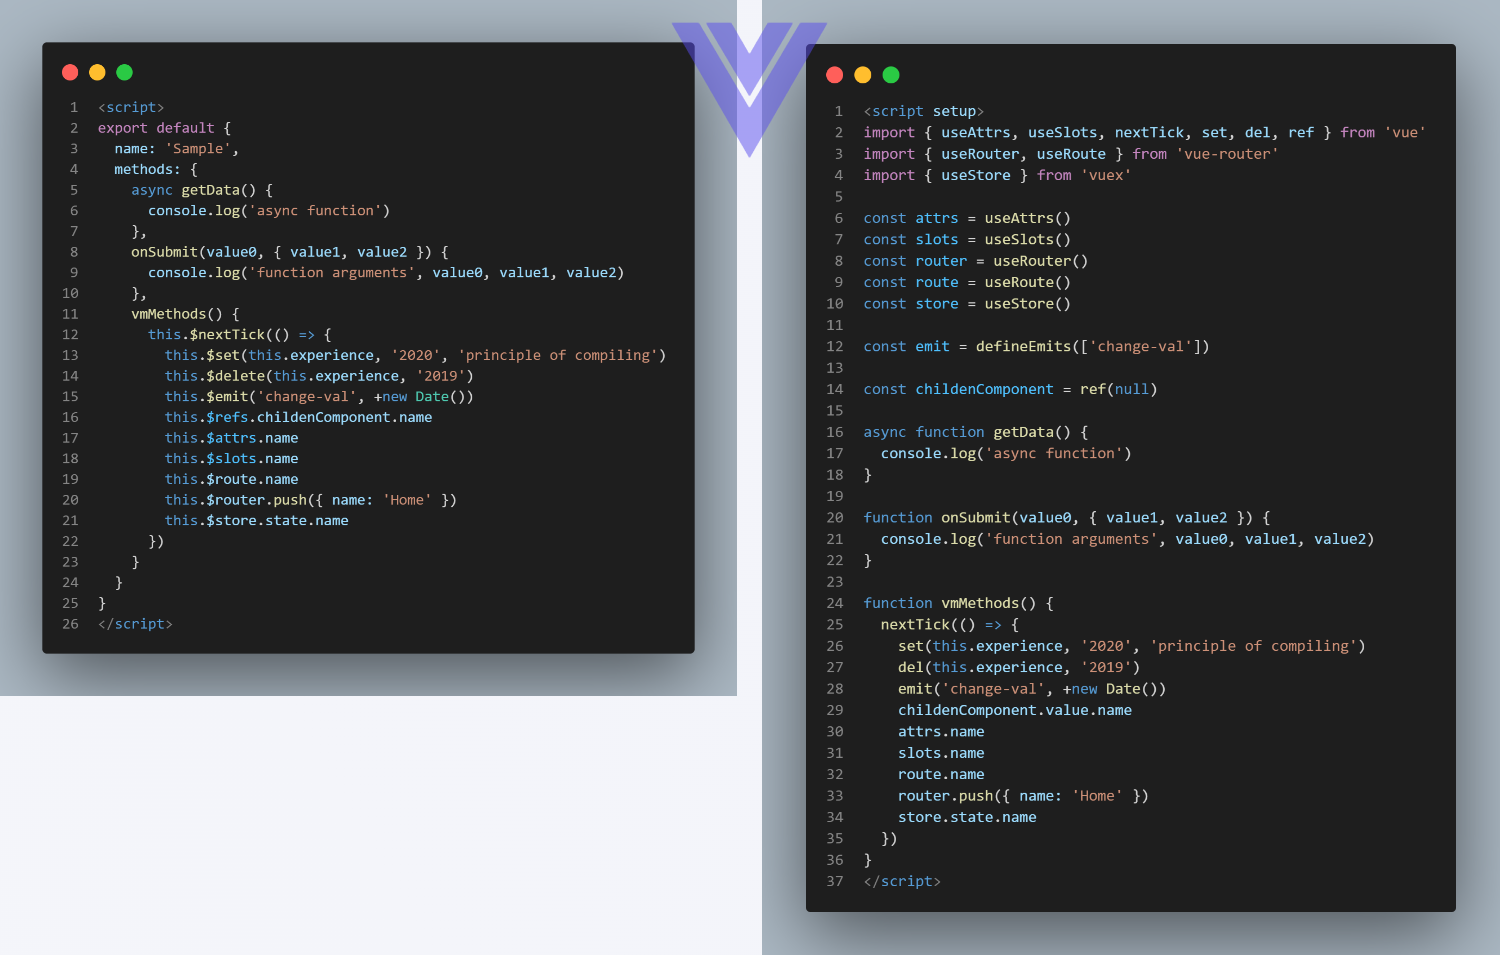 1 <script>
2 export default {
3   name: 'Sample',
4   methods: {
5     async getData() {
6       console.log('async function')
7     },
8     onSubmit(value0, { value1, value2 }) {
9       console.log('function arguments', value0, value1, value2)
10     },
11     vmMethods() {
12       this.$nextTick(() => {
13         this.$set(this.experience, '2020', 'principle of compiling')
14         this.$delete(this.experience, '2019')
15         this.$emit('change-val', +new Date())
16         this.$refs.childenComponent.name
17         this.$attrs.name
18         this.$slots.name
19         this.$route.name
20         this.$router.push({ name: 'Home' })
21         this.$store.state.name
22       })
23     }
24   }
25 }
26 </script>
1 <script setup>
2 import { useAttrs, useSlots, nextTick, set, del, ref } from 'vue'
3 import { useRouter, useRoute } from 'vue-router'
4 import { useStore } from 'vuex'
5
6 const attrs = useAttrs()
7 const slots = useSlots()
8 const router = useRouter()
9 const route = useRoute()
10 const store = useStore()
11
12 const emit = defineEmits(['change-val'])
13
14 const childenComponent = ref(null)
15
16 async function getData() {
17   console.log('async function')
18 }
19
20 function onSubmit(value0, { value1, value2 }) {
21   console.log('function arguments', value0, value1, value2)
22 }
23
24 function vmMethods() {
25   nextTick(() => {
26     set(this.experience, '2020', 'principle of compiling')
27     del(this.experience, '2019')
28     emit('change-val', +new Date())
29     childenComponent.value.name
30     attrs.name
31     slots.name
32     route.name
33     router.push({ name: 'Home' })
34     store.state.name
35   })
36 }
37 </script>